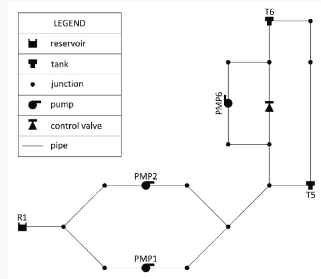 LEGEND
reservoir
tank
junction
pump
control valve
pipe
T6
PMP6
T5
PMP2
R1
PMP1